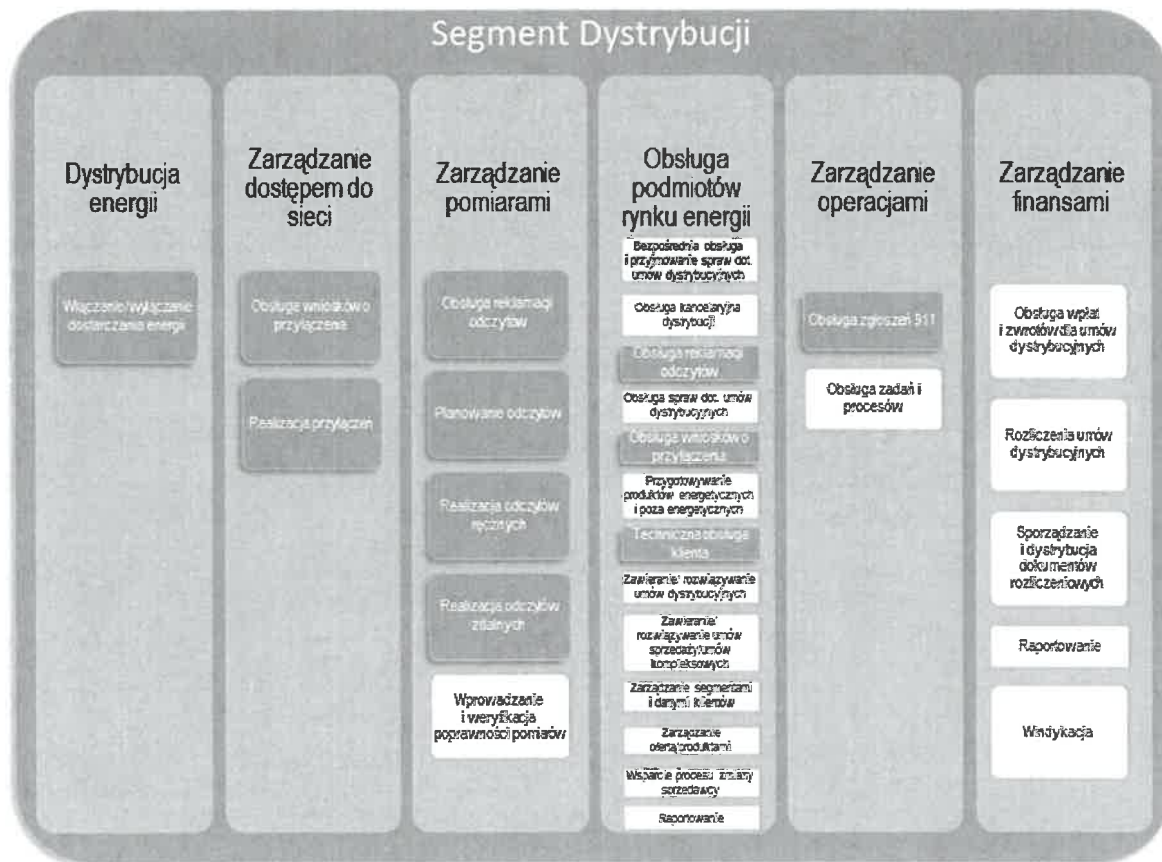 Segment Dystrybucji
Dystrybucja
energii
Włączanie/wyłączanie
dostarczania energii
Zarządzanie
dostępem do
sieci
Obsługa wniosków o
przyłączenia
Realizacja przyłączeń
Zarządzanie
pomiarami
Obsługa reklamacji
odczytów
Planowanie odczytów
Realizacja odczytów
ręcznych
Realizacja odczytów
zdalnych
Wprowadzanie
i weryfikacja
poprawności pomiarów
Obsługa
podmiotów
rynku energii
Bezpośrednia obsługa
i przyjmowanie spraw dot.
umów dystrybucyjnych
Obsługa kancelaryjna
dystrybucji
Obsługa reklamacji
odczytów
Obsługa spraw dot. umów
dystrybucyjnych
Obsługa wniosków o
przyłączenia
Przygotowywanie
produktów energetycznych
i poza energetycznych
Techniczna obsługa
klienta
Zawieranie/ rozwiązywanie
umów dystrybucyjnych
Zawieranie/
rozwiązywanie umów
sprzedaży/umów
kompleksowych
Zarządzanie segmentami
i danymi klientów
Zarządzanie
ofertą/produktami
Wsparcie procesu zmiany
sprzedawcy
Raportowanie
Zarządzanie
operacjami
Obsługa zgłoszeń 911
Obsługa zadań i
procesów
Zarządzanie
finansami
Obsługa wpłat
i zwrotów dla umów
dystrybucyjnych
Rozliczenia umów
dystrybucyjnych
Sporządzanie
i dystrybucja
dokumentów
rozliczeniowych
Raportowanie
Windykacja